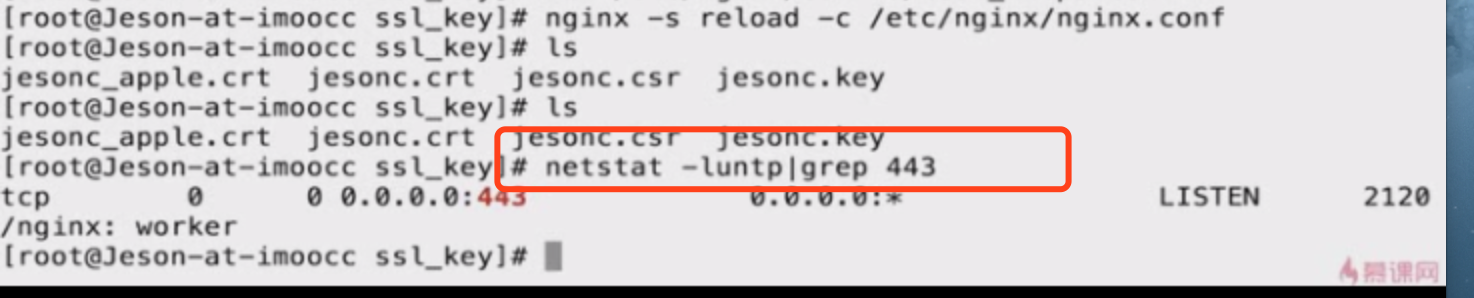 [root@Jeson-at-imoocc ssl_key]# nginx -s reload -c /etc/nginx/nginx.conf
[root@Jeson-at-imoocc ssl_key]# ls
jesonc_apple.crt  jesonc.crt  jesonc.csr  jesonc.key
[root@Jeson-at-imoocc ssl_key]# ls
jesonc_apple.crt  jesonc.crt  jesonc.csr  jesonc.key
[root@Jeson-at-imoocc ssl_key]# netstat -luntp|grep 443
tcp        0      0 0.0.0.0:443             0.0.0.0:*               LISTEN      2120
/nginx: worker
[root@Jeson-at-imoocc ssl_key]#
慕课网